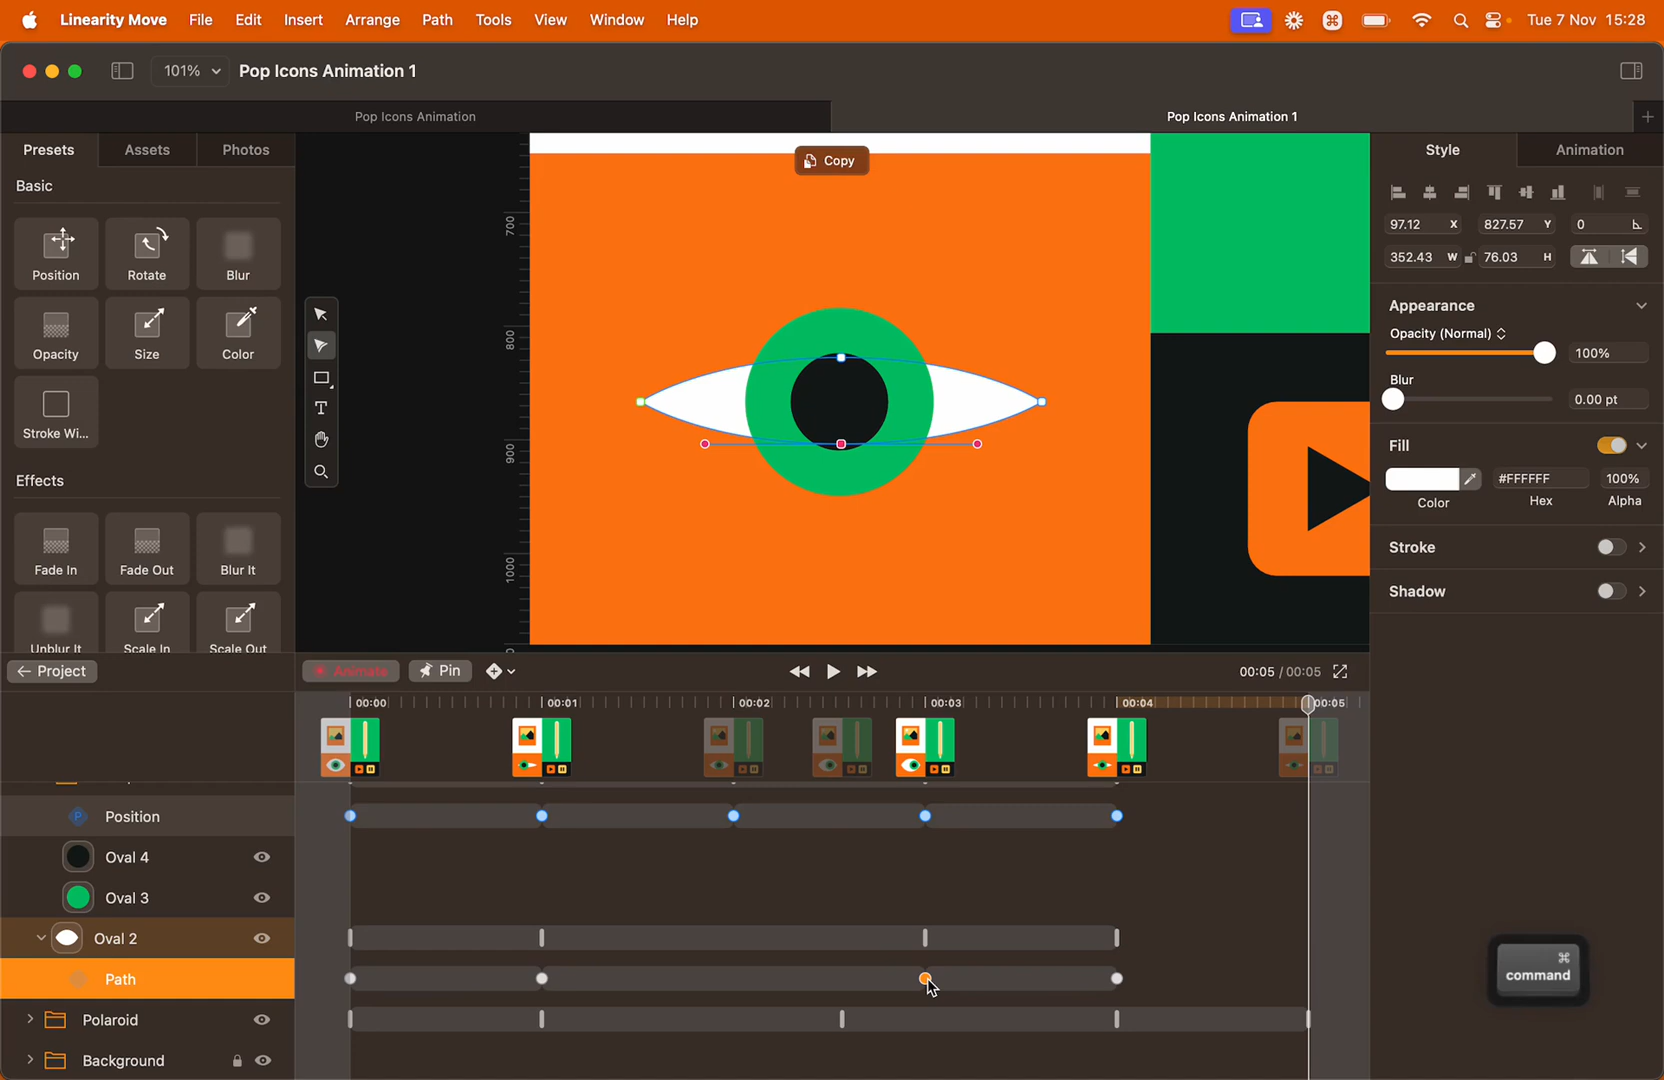 Linearity Move File Edit Insert Arrange Path Tools View Window Help Tue 7 Nov 15:28
101% Pop Icons Animation 1
Pop Icons Animation Pop Icons Animation 1
Presets Assets Photos
Basic
Position Rotate Blur
Opacity Size Color
Stroke Wi...
Effects
Fade In Fade Out Blur It
Unblur It Scale In Scale Out
T
Copy
700
800
900
1000
Style Animation
97.12 X 827.57 Y 0
352.43 W 76.03 H
Appearance
Opacity (Normal)
100%
Blur
0.00 pt
Fill
#FFFFFF 100%
Color Hex Alpha
Stroke
Shadow
Project Animate Pin 00:05 / 00:05
00:00 00:01 00:02 00:03 00:04 00:05
P Position
Oval 4
Oval 3
Oval 2
Path
Polaroid
Background
⌘
command